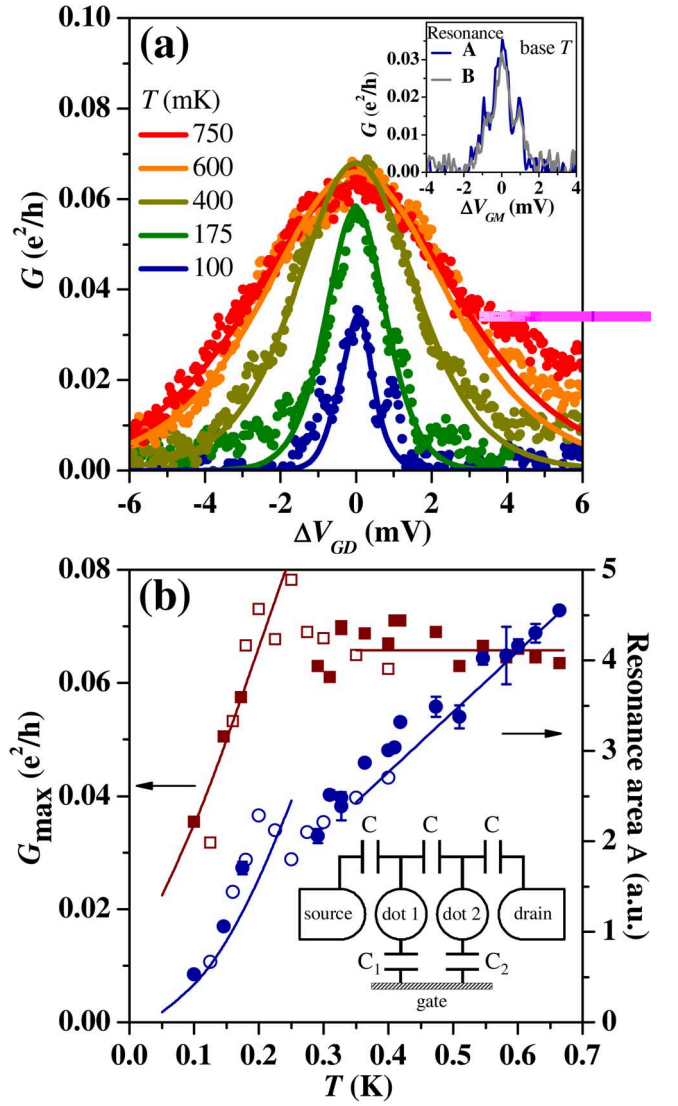 (a)
T (mK)
750
600
400
175
100
G (e²/h)
0.10
0.08
0.06
0.04
0.02
0.00
-6 -4 -2 0 2 4 6
ΔV_GD (mV)
Resonance
A
B
base T
G (e²/h)
0.03
0.02
0.01
0.00
-4 -2 0 2 4
ΔV_GM (mV)
(b)
G_max (e²/h)
0.08
0.06
0.04
0.02
0.00
0.0 0.1 0.2 0.3 0.4 0.5 0.6 0.7
T (K)
Resonance area A (a.u.)
5
4
3
2
1
0
C C C
source dot 1 dot 2 drain
C₁ C₂
gate